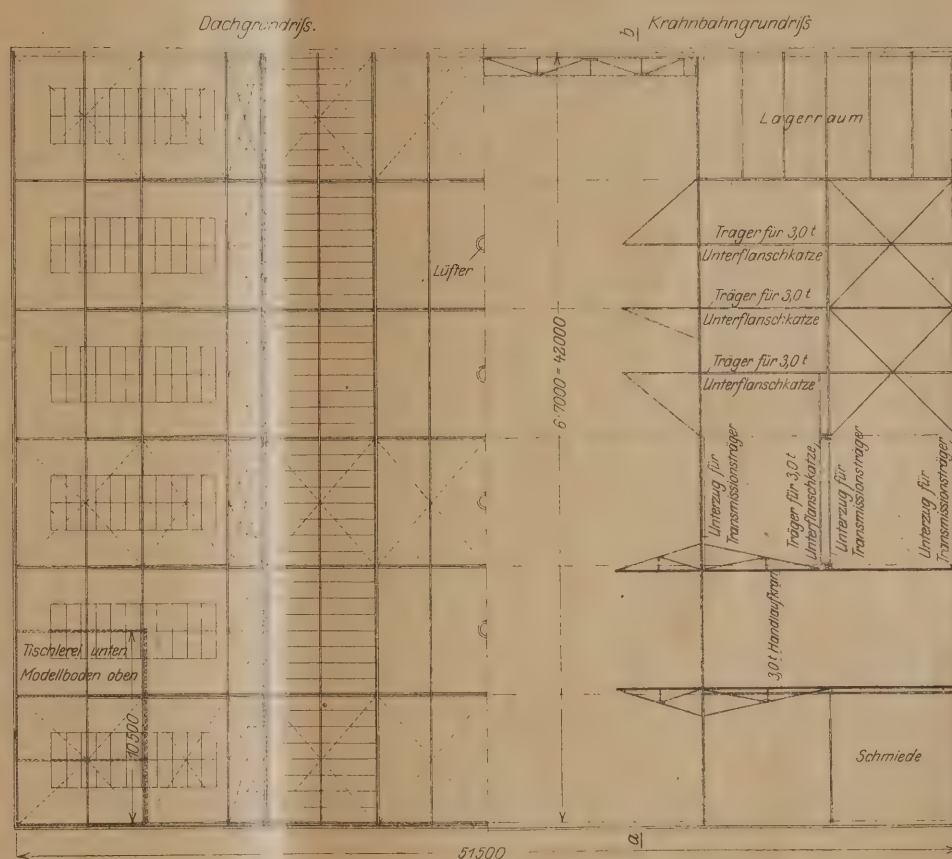 Dachgrundriſs.
b
Krahnbahngrundriſs
Lagerraum
Träger für 3,0 t
Unterflanschkatze
Lüfter
Träger für 3,0 t
Unterflanschkatze
6·7000 = 42000
Träger für 3,0 t
Unterflanschkatze
Unterzug für
Transmissionsträger
Träger für 3,0 t
Unterflanschkatze
Unterzug für
Transmissionsträger
Unterzug für
Transmissionsträger
3,0 t Handlaufkran
Tischlerei unten
Modellboden oben
10500
Schmiede
a
51500